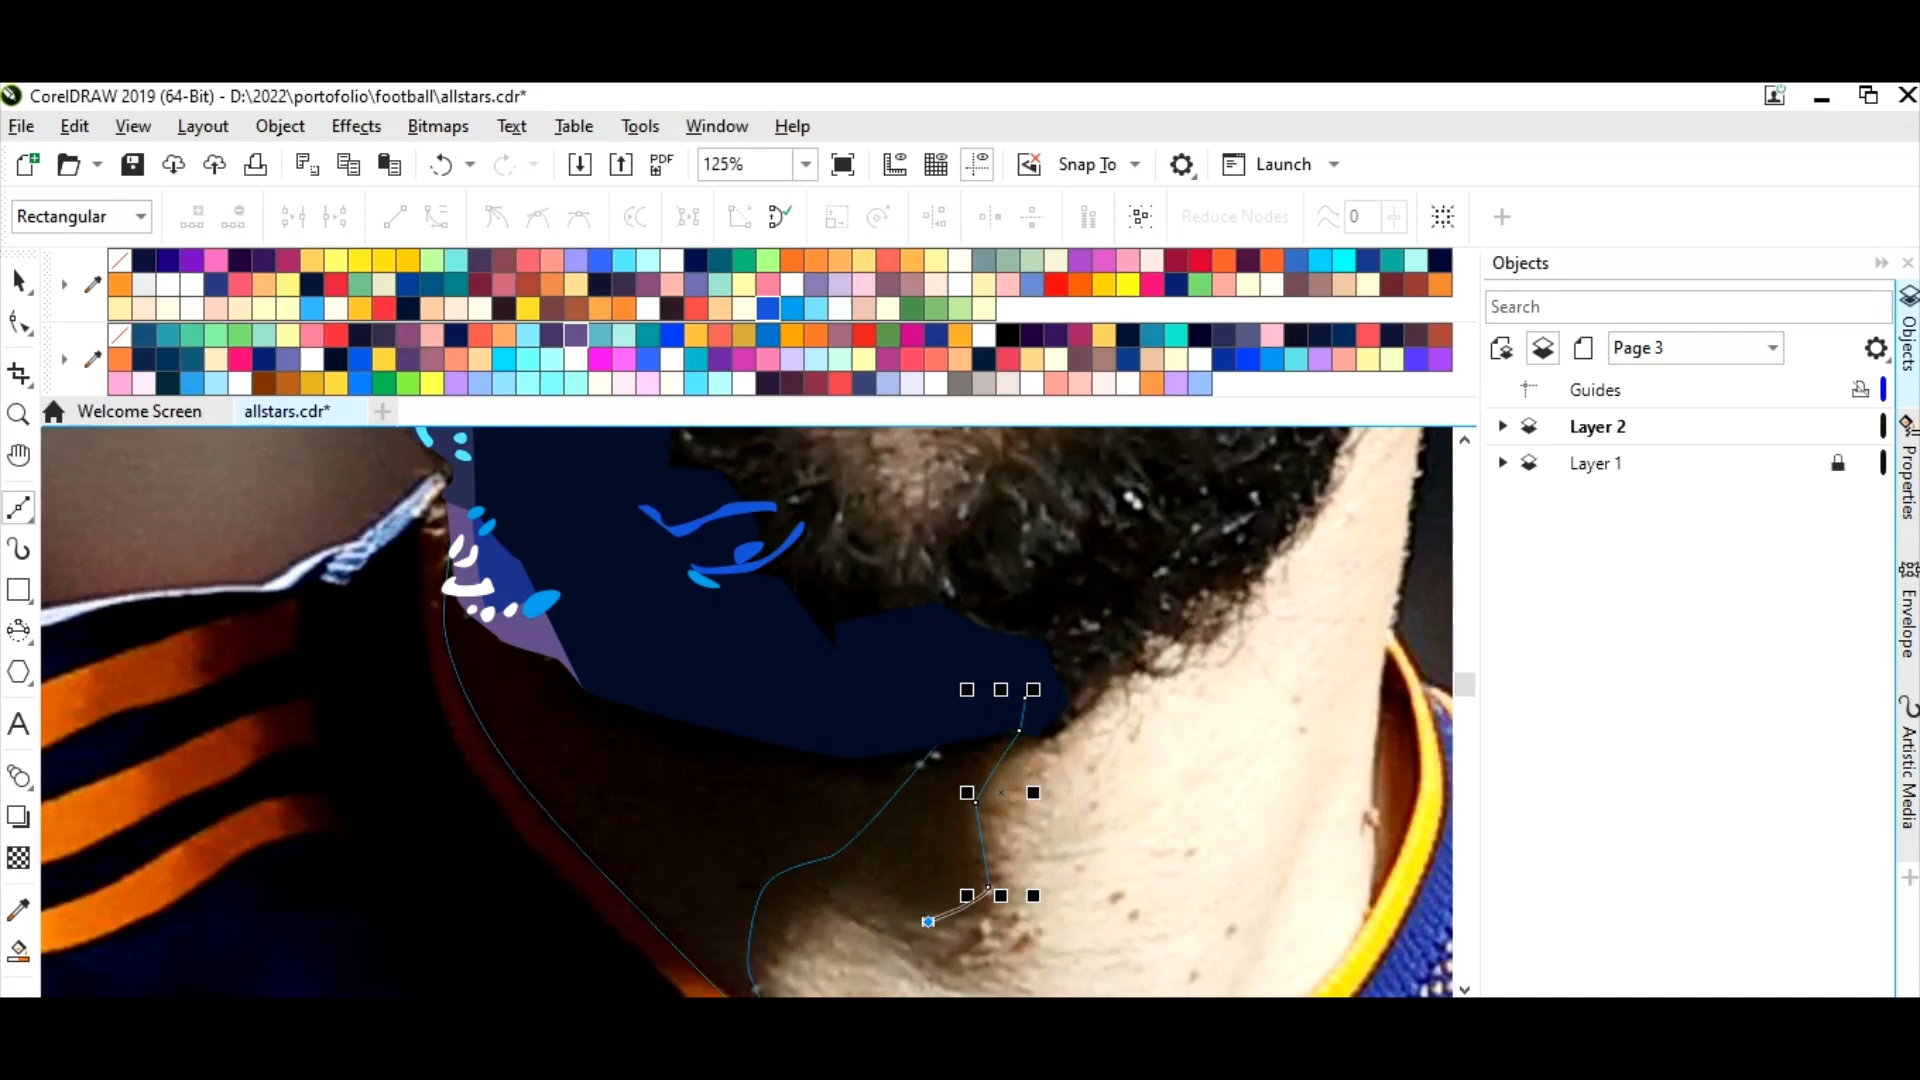 CorelDRAW 2019 (64-Bit) - D:\2022\portofolio\football\allstars.cdr*
File Edit View Layout Object Effects Bitmaps Text Table Tools Window Help
PDF 125% Snap To Launch
Rectangular Reduce Nodes 0
Objects
Search
Page 3
Guides
Layer 2
Layer 1
Welcome Screen allstars.cdr*
Objects
Properties
Envelope
Artistic Media